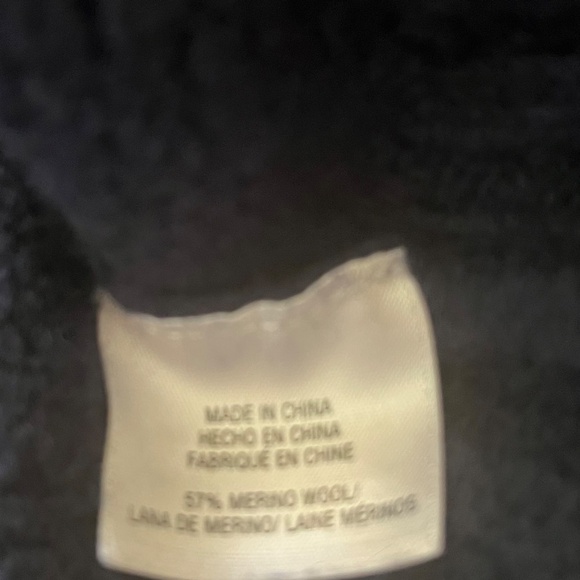 MADE IN CHINA
HECHO EN CHINA
FABRIQUÉ EN CHINE
57% MERINO WOOL/
LANA DE MERINO/ LAINE MÉRINOS